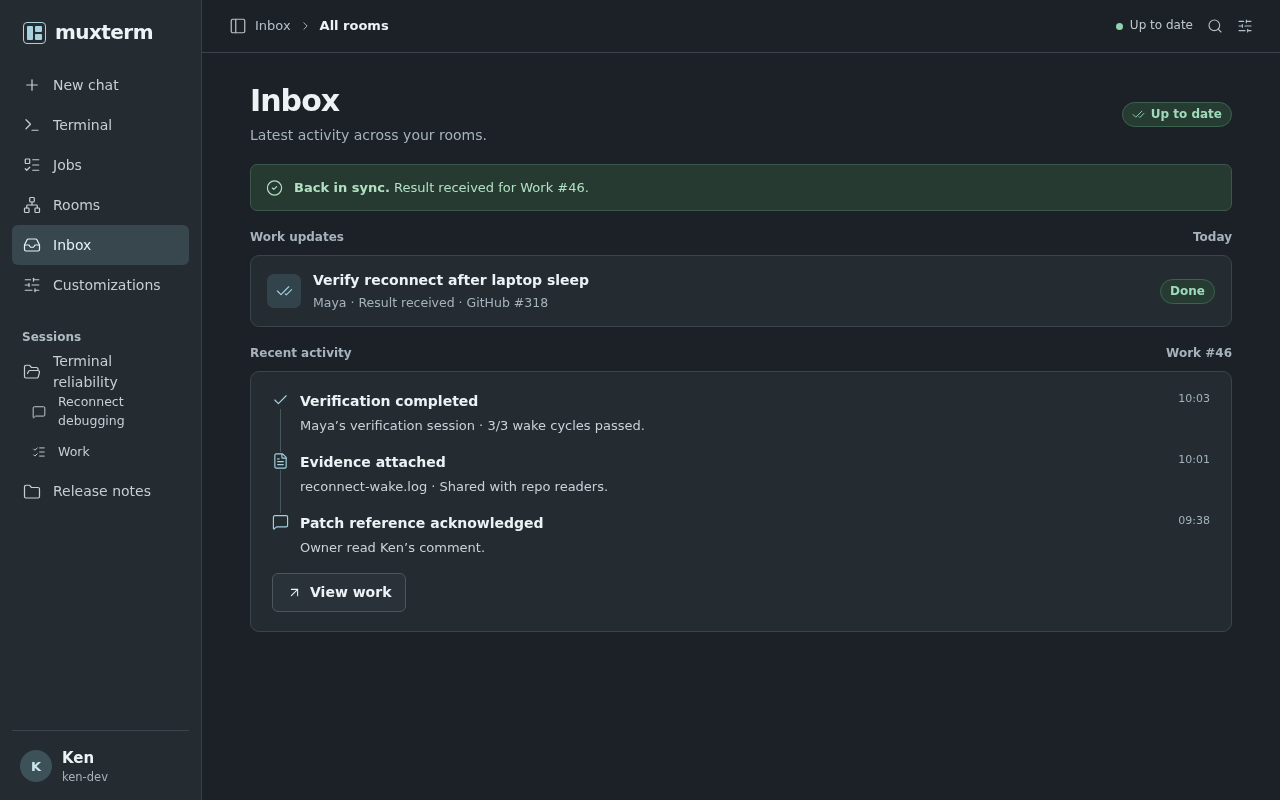 muxterm
New chat
Terminal
Jobs
Rooms
Inbox
Customizations
Sessions
Terminal
reliability
Reconnect
debugging
Work
Release notes
K
Ken
ken-dev
Inbox
All rooms
Up to date
Inbox
Latest activity across your rooms.
Up to date
Back in sync. Result received for Work #46.
Work updates
Today
Verify reconnect after laptop sleep
Maya · Result received · GitHub #318
Done
Recent activity
Work #46
Verification completed
10:03
Maya’s verification session · 3/3 wake cycles passed.
Evidence attached
10:01
reconnect-wake.log · Shared with repo readers.
Patch reference acknowledged
09:38
Owner read Ken’s comment.
View work